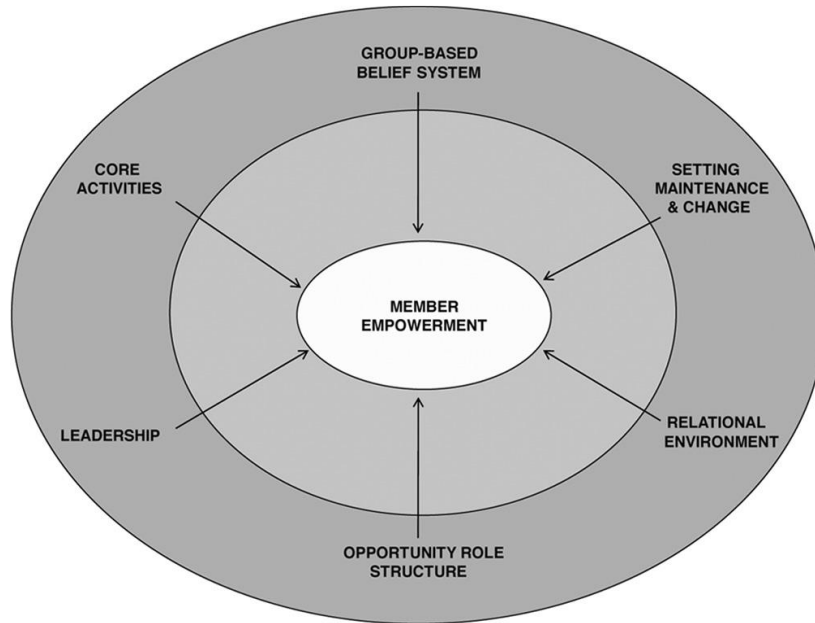 GROUP-BASED
BELIEF SYSTEM
CORE
ACTIVITIES
SETTING
MAINTENANCE
& CHANGE
MEMBER
EMPOWERMENT
LEADERSHIP
RELATIONAL
ENVIRONMENT
OPPORTUNITY ROLE
STRUCTURE